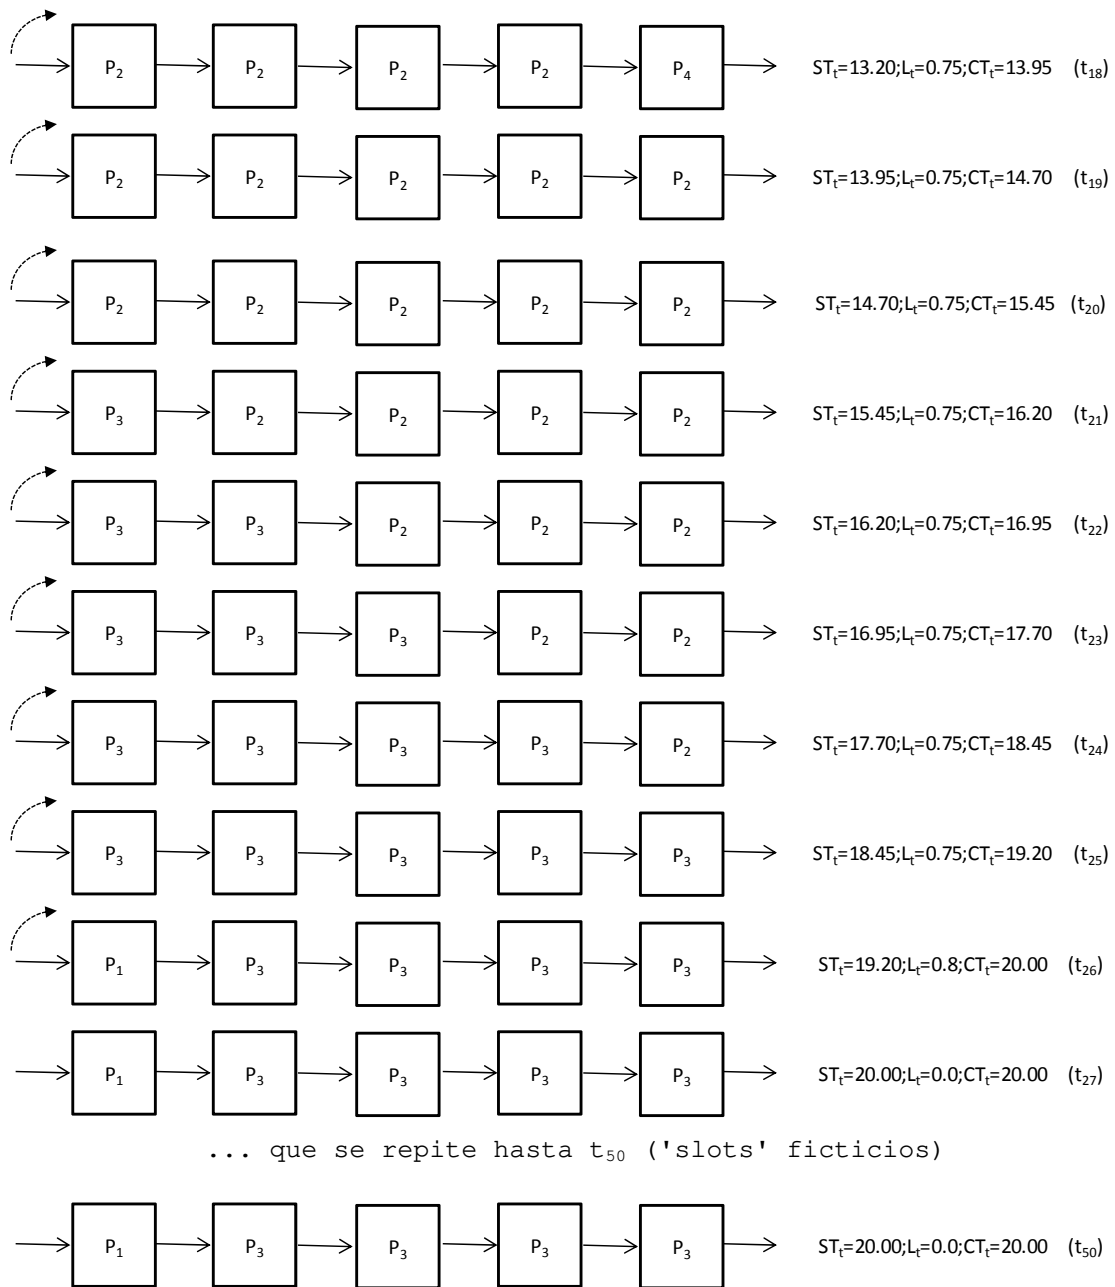 P₂ P₂ P₂ P₂ P₄ STₜ=13.20;Lₜ=0.75;CTₜ=13.95 (t₁₈)
P₂ P₂ P₂ P₂ P₂ STₜ=13.95;Lₜ=0.75;CTₜ=14.70 (t₁₉)
P₂ P₂ P₂ P₂ P₂ STₜ=14.70;Lₜ=0.75;CTₜ=15.45 (t₂₀)
P₃ P₂ P₂ P₂ P₂ STₜ=15.45;Lₜ=0.75;CTₜ=16.20 (t₂₁)
P₃ P₃ P₂ P₂ P₂ STₜ=16.20;Lₜ=0.75;CTₜ=16.95 (t₂₂)
P₃ P₃ P₃ P₂ P₂ STₜ=16.95;Lₜ=0.75;CTₜ=17.70 (t₂₃)
P₃ P₃ P₃ P₃ P₂ STₜ=17.70;Lₜ=0.75;CTₜ=18.45 (t₂₄)
P₃ P₃ P₃ P₃ P₃ STₜ=18.45;Lₜ=0.75;CTₜ=19.20 (t₂₅)
P₁ P₃ P₃ P₃ P₃ STₜ=19.20;Lₜ=0.8;CTₜ=20.00 (t₂₆)
P₁ P₃ P₃ P₃ P₃ STₜ=20.00;Lₜ=0.0;CTₜ=20.00 (t₂₇)
... que se repite hasta t₅₀ ('slots' ficticios)
P₁ P₃ P₃ P₃ P₃ STₜ=20.00;Lₜ=0.0;CTₜ=20.00 (t₅₀)